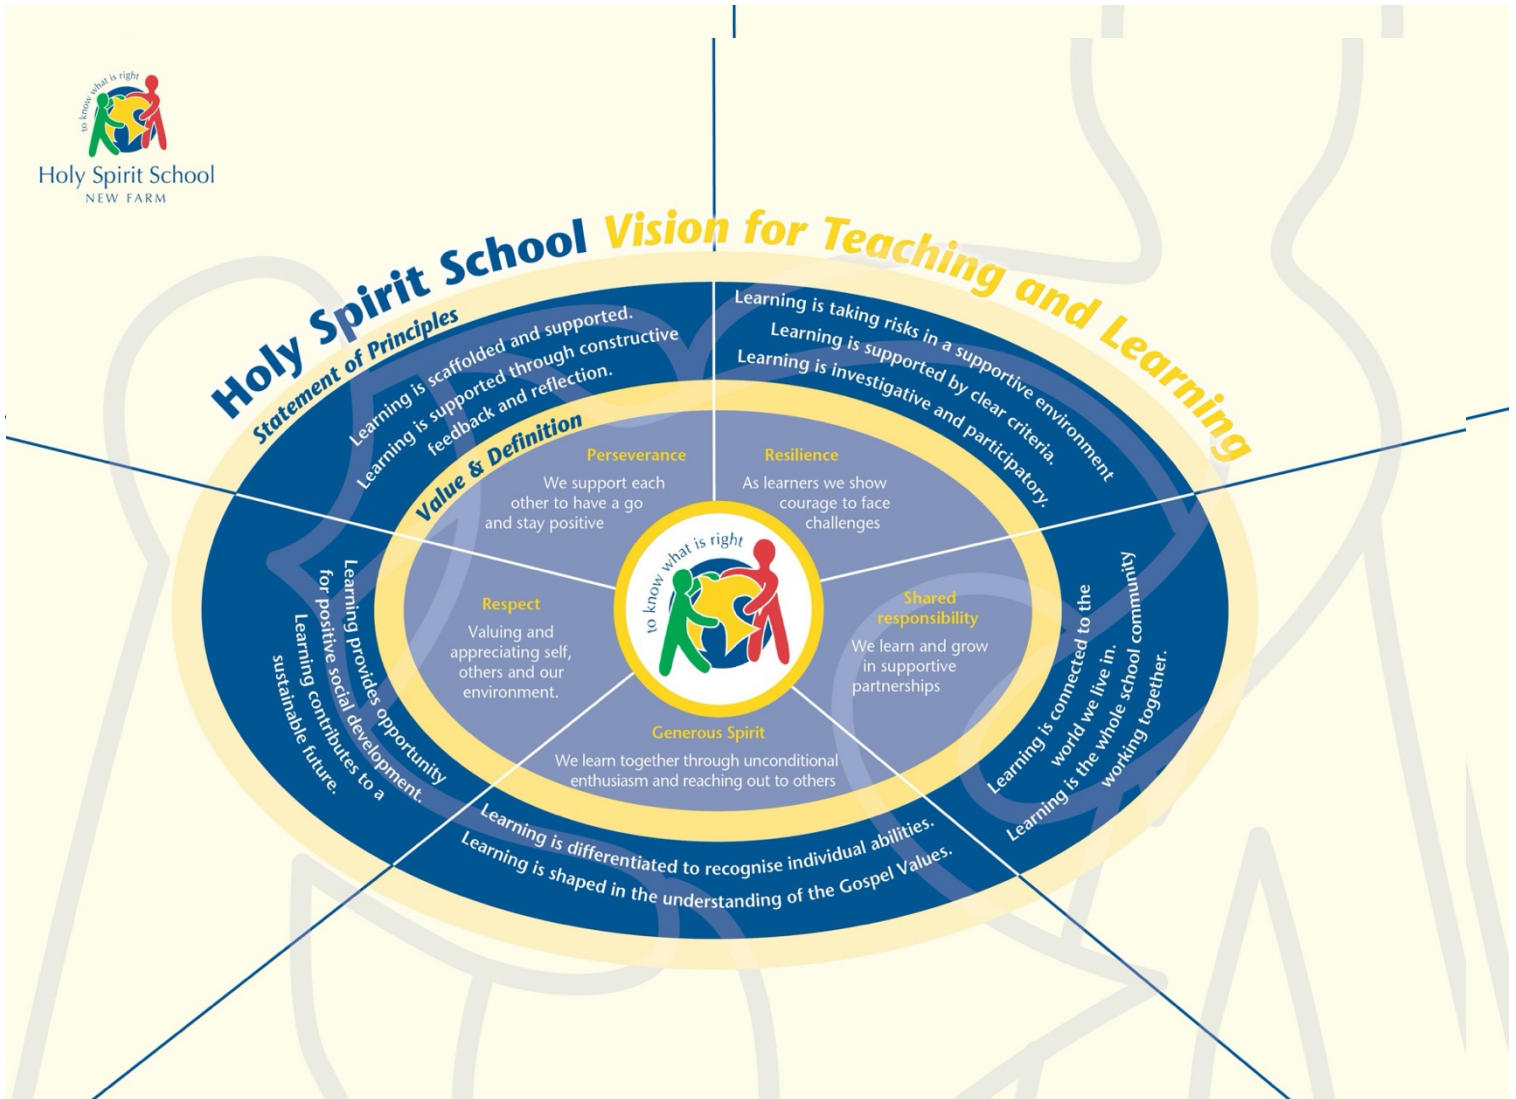 to know what is right
Holy Spirit School
NEW FARM
Holy Spirit School Vision for Teaching and Learning
Statement of Principles
Learning is scaffolded and supported.
Learning is supported through constructive
feedback and reflection.
Learning is taking risks in a supportive environment
Learning is supported by clear criteria.
Learning is investigative and participatory.
Value & Definition
Perseverance
We support each
other to have a go
and stay positive
Resilience
As learners we show
courage to face
challenges
to know what is right
Respect
Valuing and
appreciating self,
others and our
environment.
Shared
responsibility
We learn and grow
in supportive
partnerships
Generous Spirit
We learn together through unconditional
enthusiasm and reaching out to others
Learning provides opportunity
for positive social development.
Learning contributes to a
sustainable future.
Learning is connected to the
world we live in.
Learning is the whole school community
working together.
Learning is differentiated to recognise individual abilities.
Learning is shaped in the understanding of the Gospel Values.